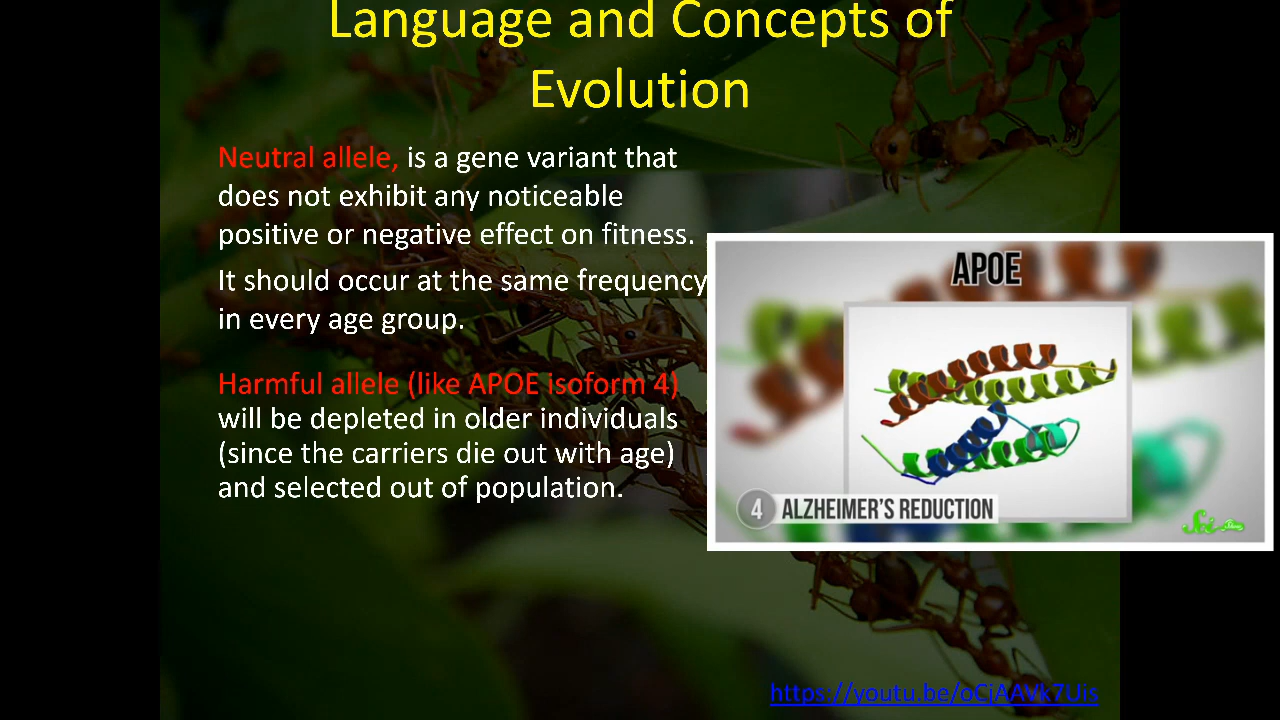 Language and Concepts of
Evolution
Neutral allele, is a gene variant that
does not exhibit any noticeable
positive or negative effect on fitness.
It should occur at the same frequency
in every age group.
Harmful allele (like APOE isoform 4)
will be depleted in older individuals
(since the carriers die out with age)
and selected out of population.
APOE
4 ALZHEIMER'S REDUCTION
Sci
https://youtu.be/oCjAAVk7Uis